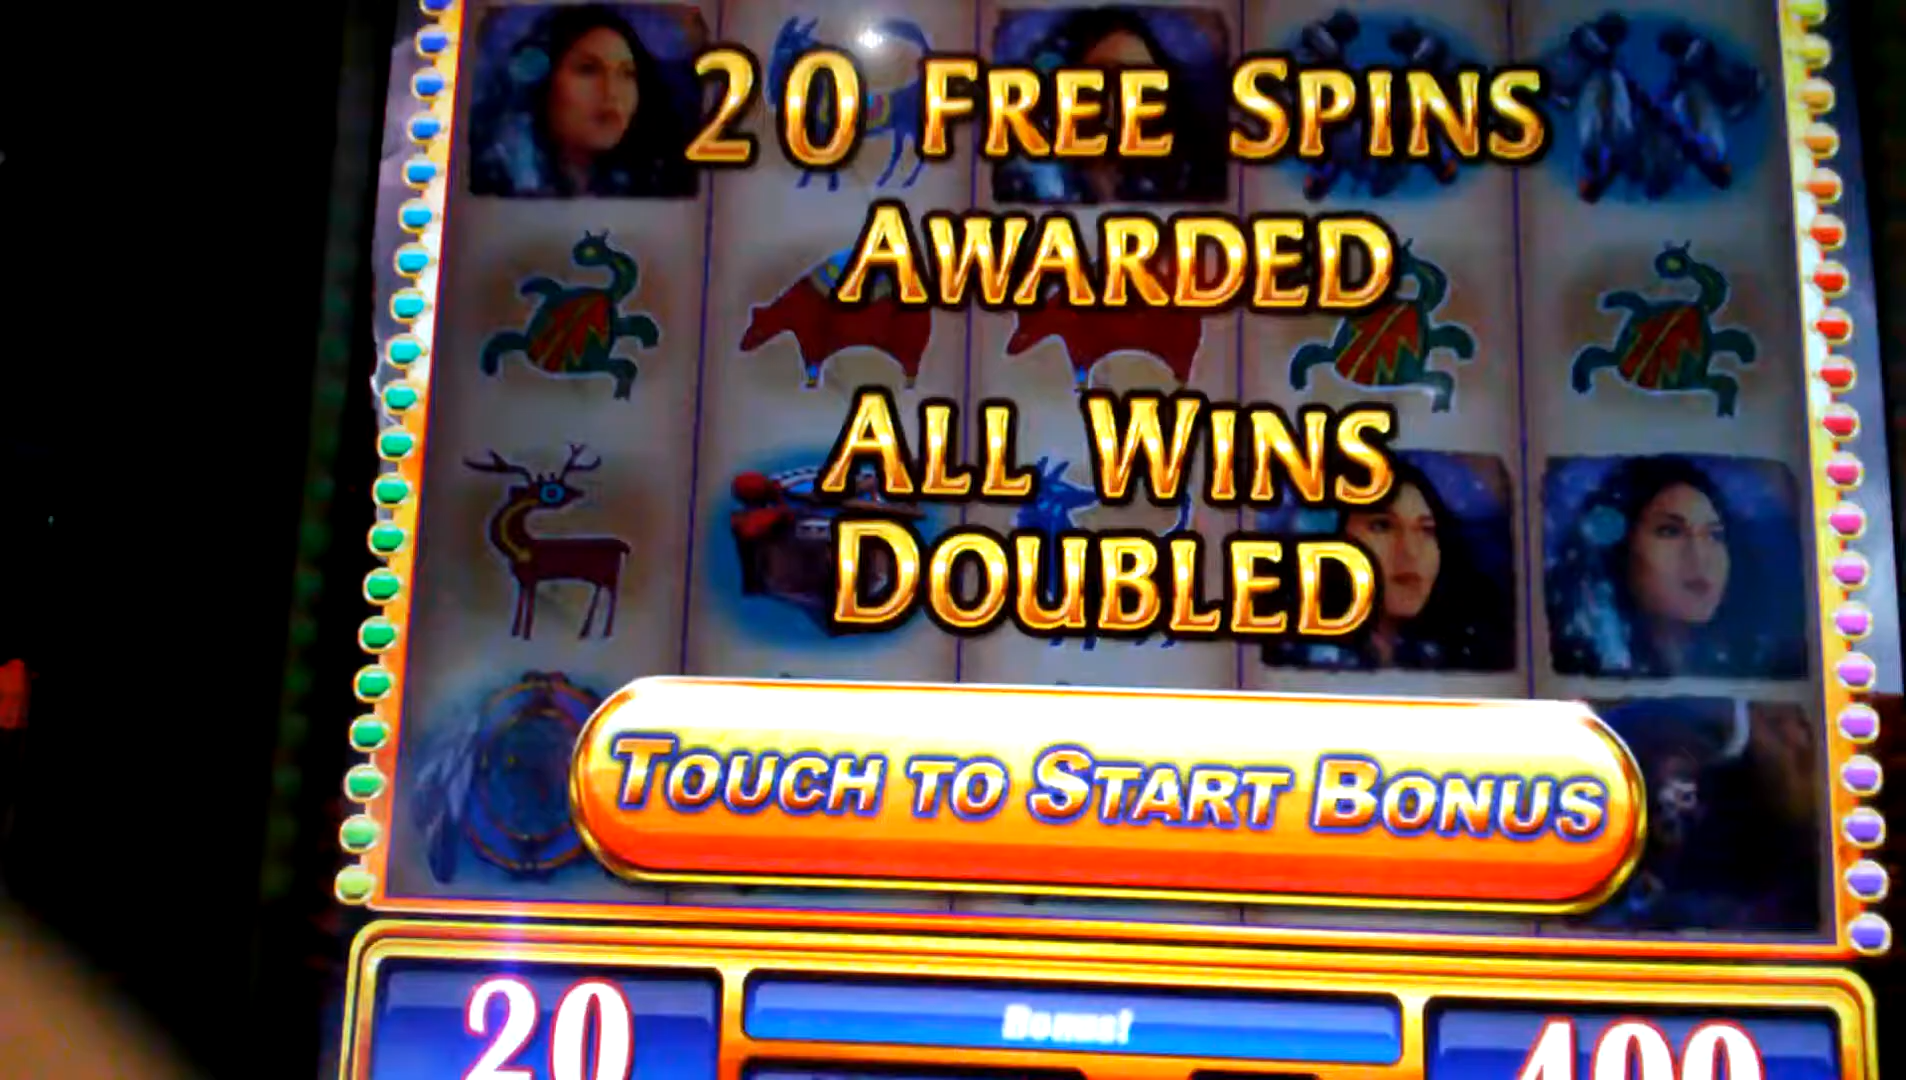 20 FREE SPINS
AWARDED
ALL WINS
DOUBLED
TOUCH TO START BONUS
Bonus!
20
400